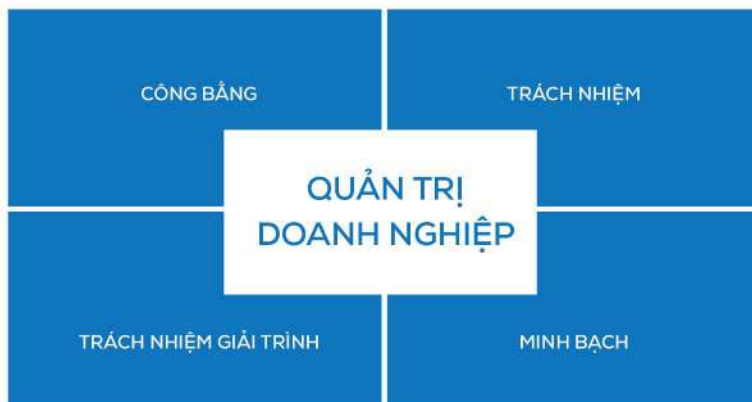 CÔNG BẰNG
TRÁCH NHIỆM
QUẢN TRỊ
DOANH NGHIỆP
TRÁCH NHIỆM GIẢI TRÌNH
MINH BẠCH